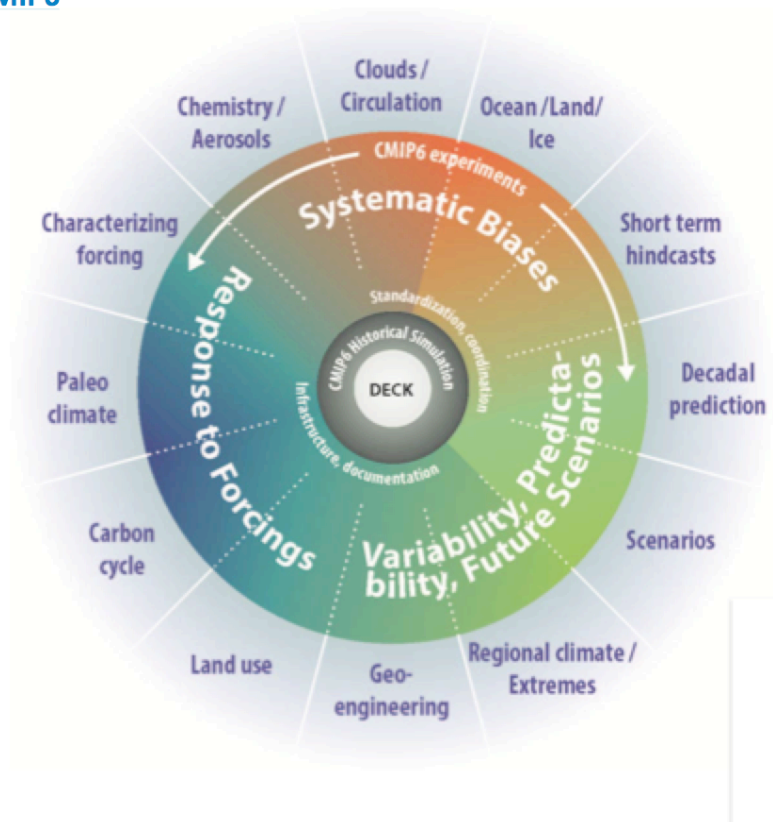 Clouds /
Circulation
Ocean /Land/
Ice
Short term
hindcasts
Decadal
prediction
Scenarios
Regional climate /
Extremes
Geo-
engineering
Land use
Carbon
cycle
Paleo
climate
Characterizing
forcing
Chemistry /
Aerosols
CMIP6 experiments
Systematic Biases
Variability, Predicta-
bility, Future Scenarios
Response to Forcings
Standardization, coordination
Infrastructure, documentation
CMIP6 Historical Simulation
DECK